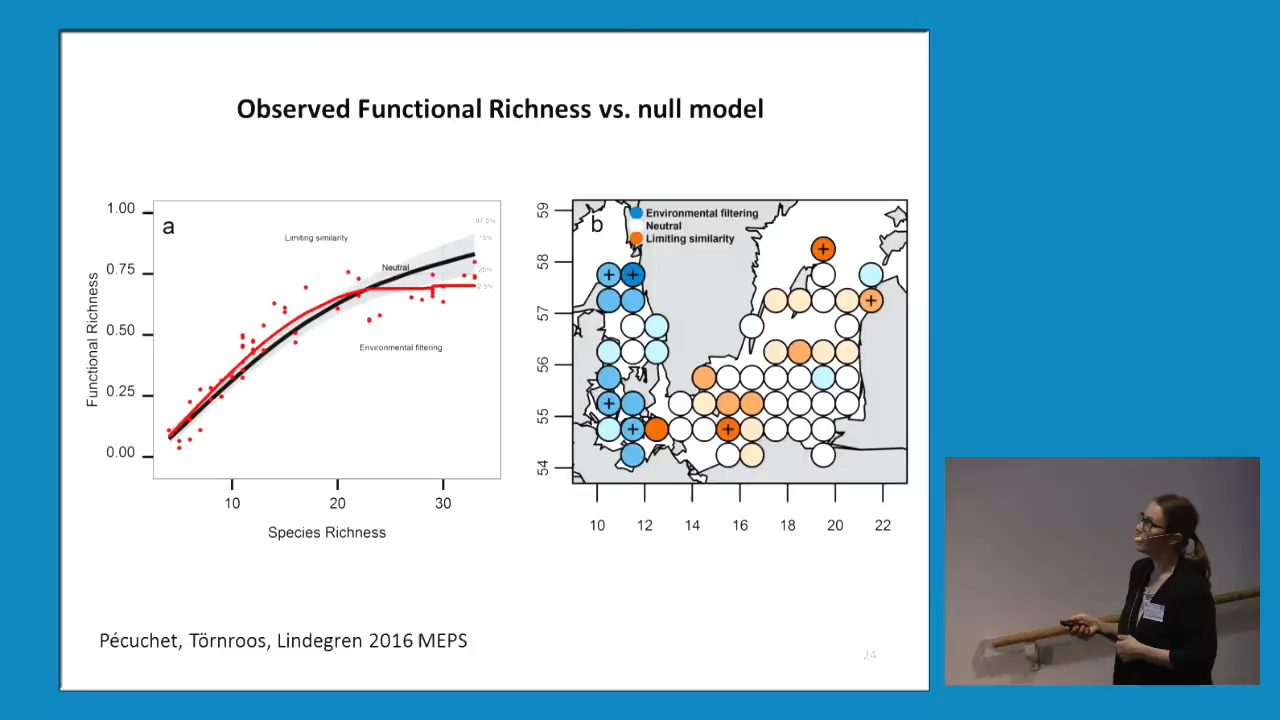 Observed Functional Richness vs. null model
1.00
0.75
0.50
0.25
0.00
Functional Richness
a
Limiting similarity
Neutral
Environmental filtering
97.5%
75%
25%
2.5%
10 20 30
Species Richness
b
Environmental filtering
Neutral
Limiting similarity
59
58
57
56
55
54
10 12 14 16 18 20 22
Pécuchet, Törnroos, Lindegren 2016 MEPS
24